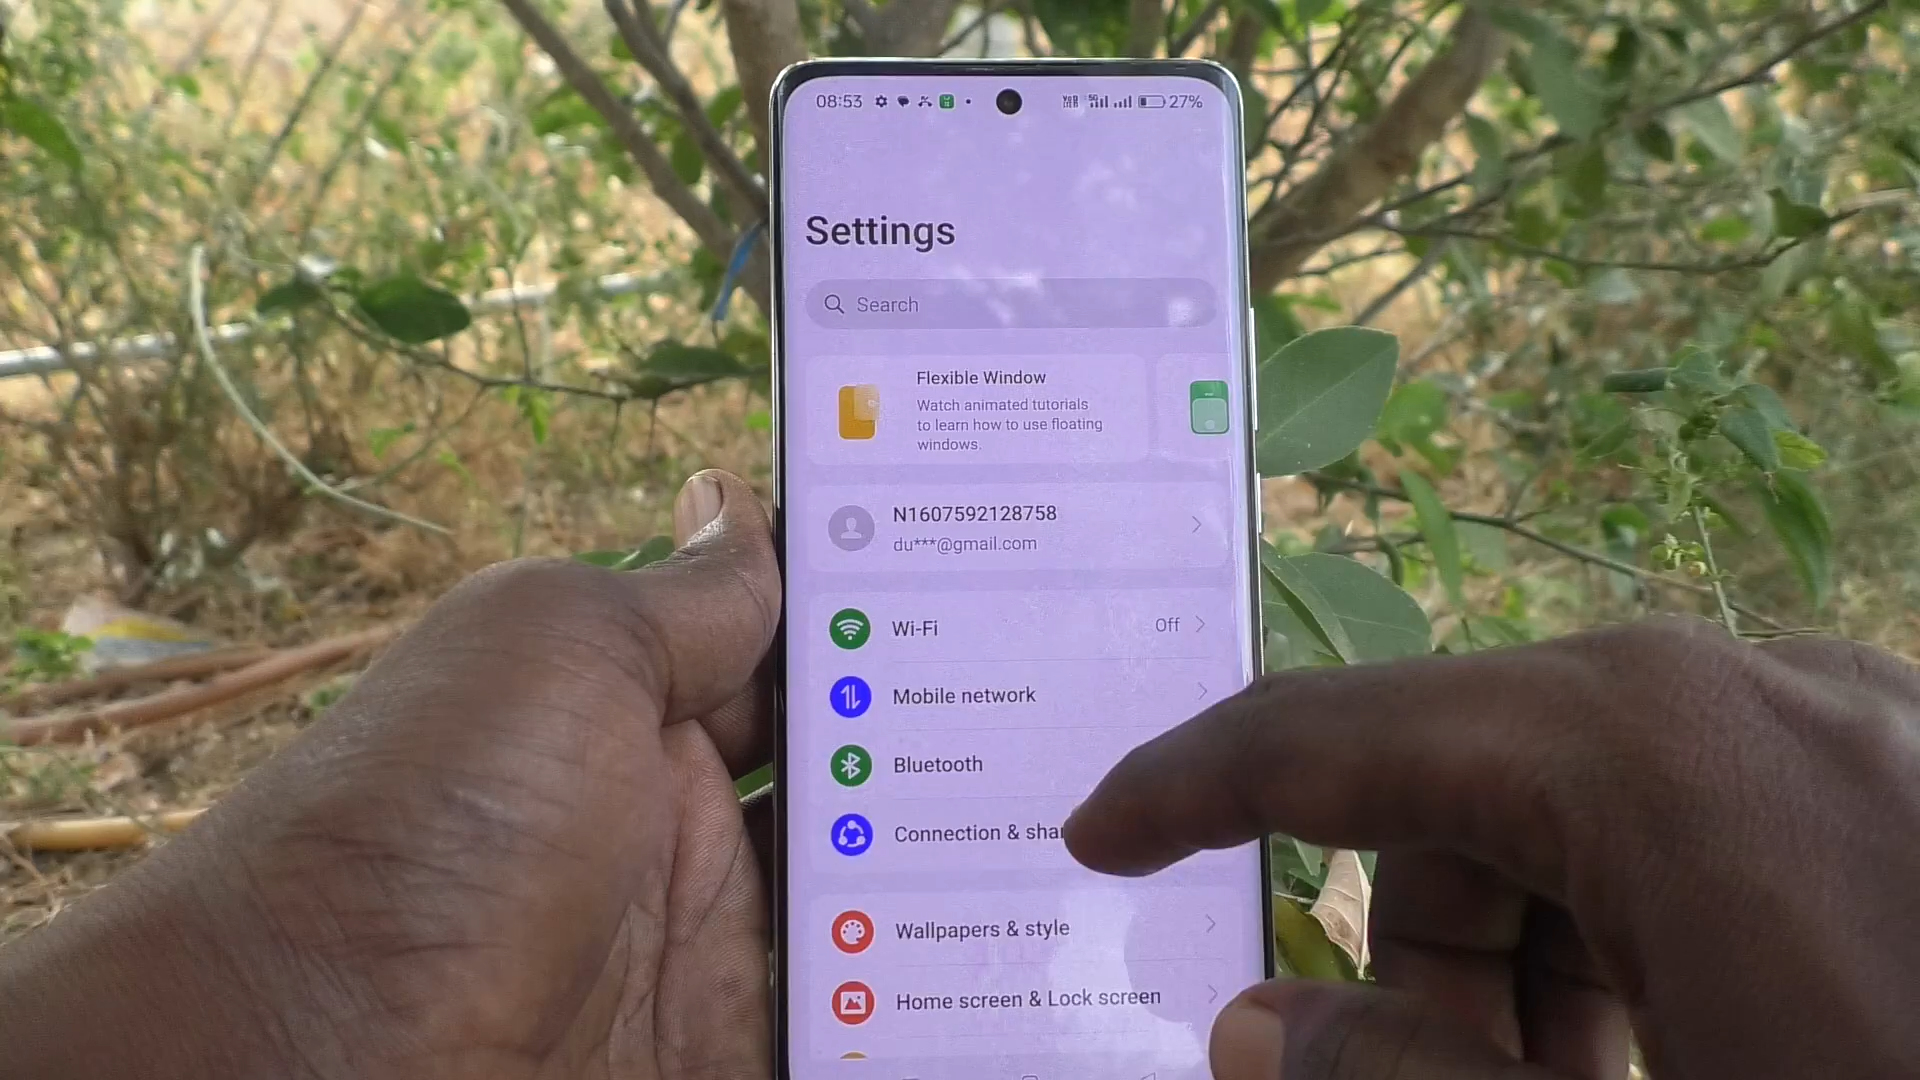 08:53
27%
Settings
Search
Flexible Window
Watch animated tutorials
to learn how to use floating
windows.
N1607592128758
du***@gmail.com
Wi-Fi Off
Mobile network
Bluetooth
Connection & shar
Wallpapers & style
Home screen & Lock screen